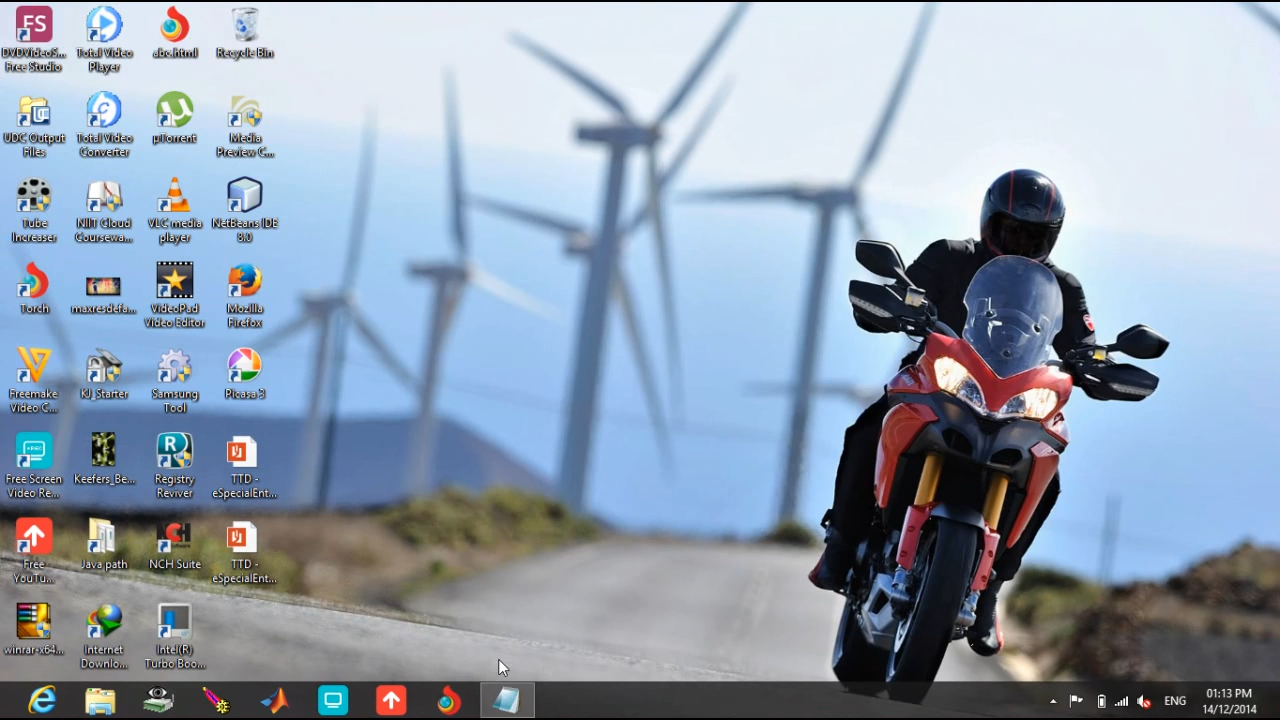 FS
DVDVideoS...
Free Studio
Total Video
Player
abc.html
Recycle Bin
UDC Output
Files
Total Video
Converter
µTorrent
Media
Preview C...
Tube
Increaser
NIIT Cloud
Coursewa...
VLC media
player
NetBeans IDE
8.0
Torch
maxresdefa...
VideoPad
Video Editor
Mozilla
Firefox
Freemake
Video C...
KJ_Starter
Samsung
Tool
Picasa 3
Free Screen
Video Re...
Keefers_Be...
R
Registry
Reviver
TTD -
eSpecialEnt...
Free
YouTu...
Java path
NCH
NCH Suite
TTD -
eSpecialEnt...
winrar-x64...
Internet
Downlo...
Intel(R)
Turbo Boo...
ENG
01:13 PM
14/12/2014